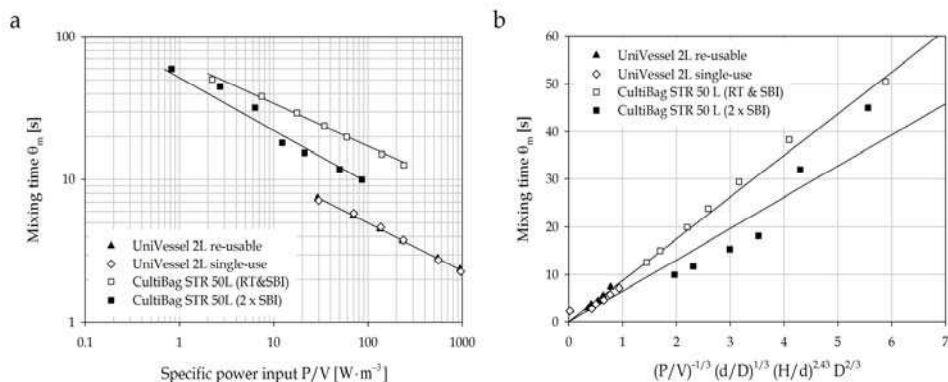 a
100
10
1
Mixing time θm [s]
UniVessel 2L re-usable
UniVessel 2L single-use
CultiBag STR 50L (RT&SBI)
CultiBag STR 50L (2 x SBI)
0.1 1 10 100 1000
Specific power input P/V [W·m⁻³]
b
60
50
40
30
20
10
0
Mixing time θm [s]
UniVessel 2L re-usable
UniVessel 2L single-use
CultiBag STR 50 L (RT & SBI)
CultiBag STR 50 L (2 x SBI)
0 1 2 3 4 5 6 7
(P/V)^-1/3 (d/D)^1/3 (H/d)^2.43 D^2/3